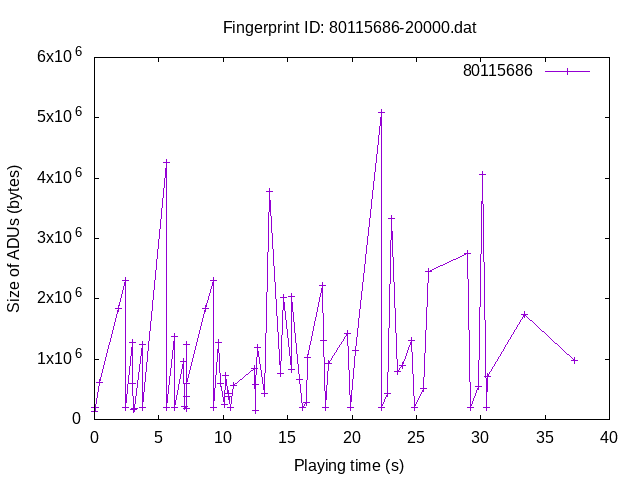 Fingerprint ID: 80115686-20000.dat
80115686
6x10^6
5x10^6
4x10^6
3x10^6
2x10^6
1x10^6
0
Size of ADUs (bytes)
0 5 10 15 20 25 30 35 40
Playing time (s)